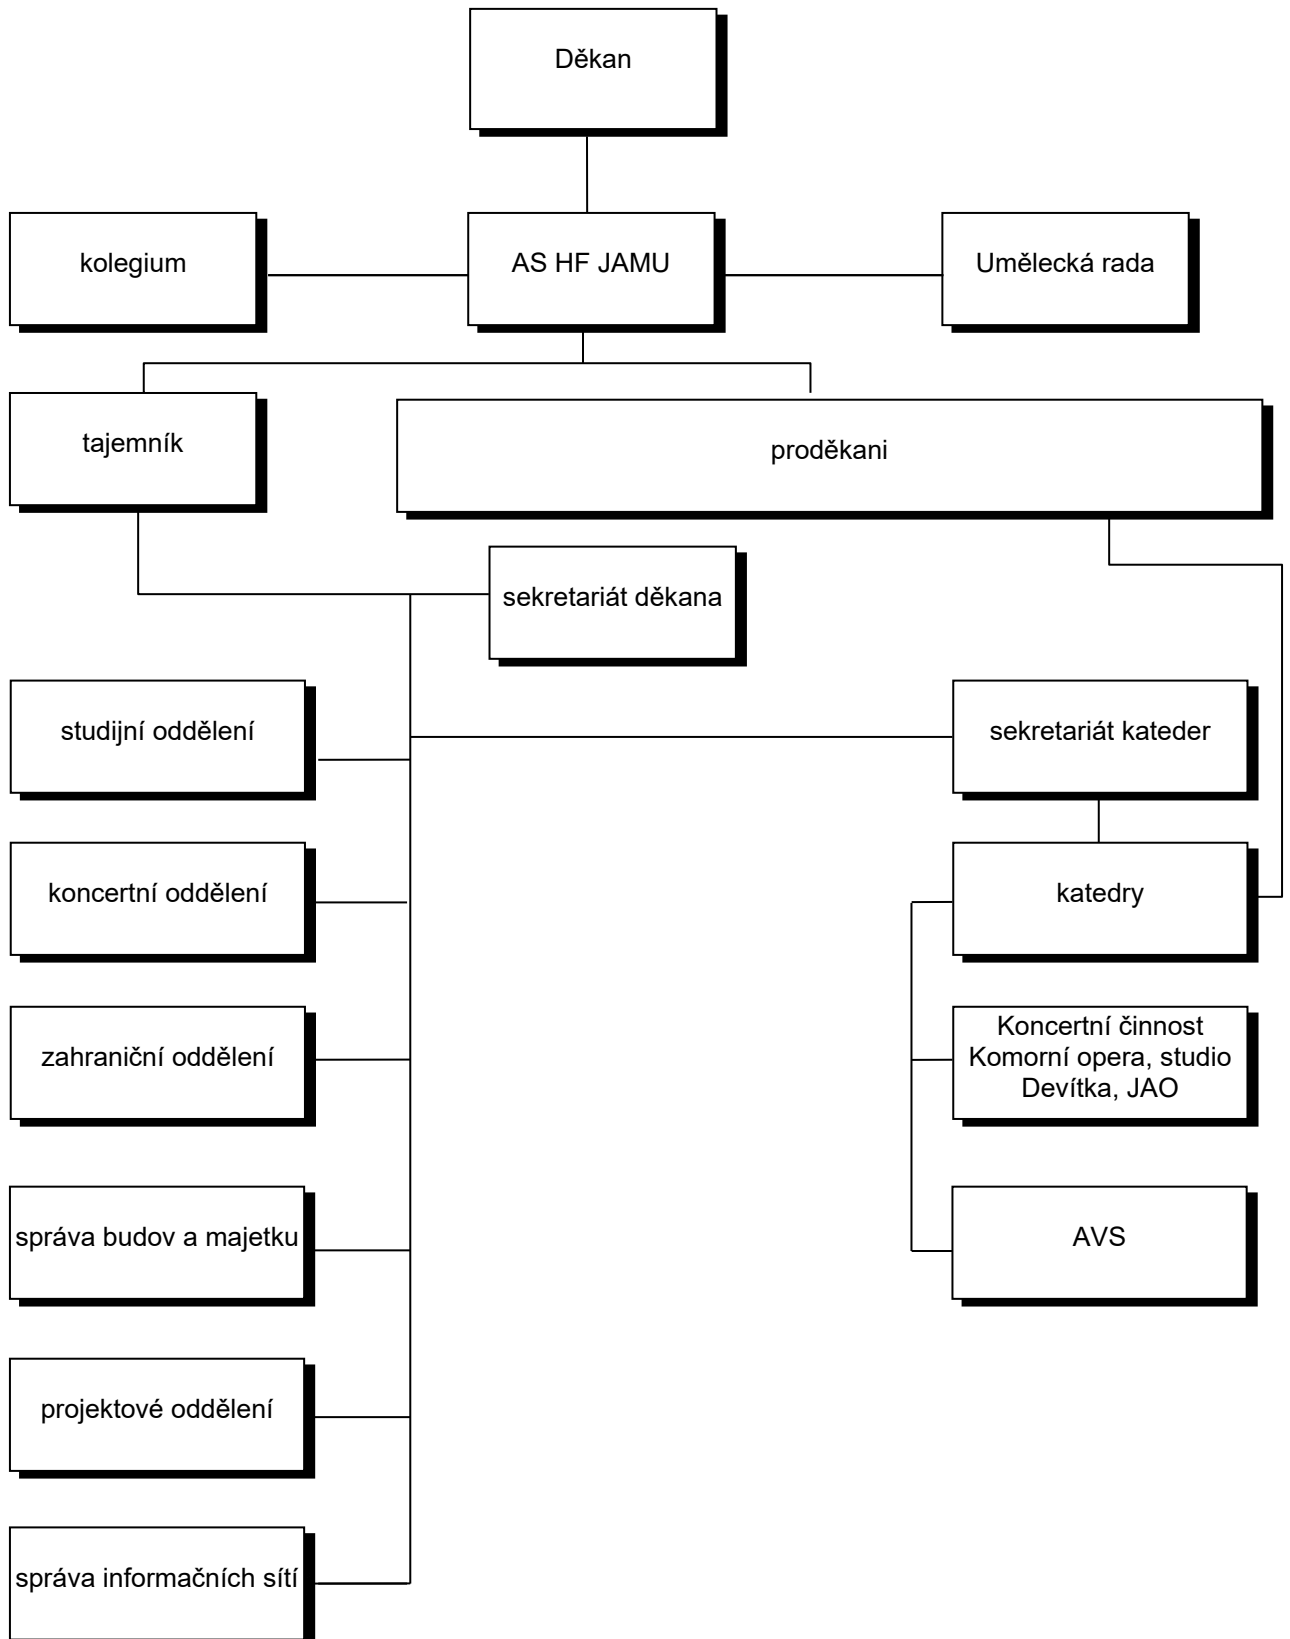 Děkan
kolegium
AS HF JAMU
Umělecká rada
tajemník
proděkani
sekretariát děkana
studijní oddělení
sekretariát kateder
koncertní oddělení
katedry
zahraniční oddělení
Koncertní činnost
Komorní opera, studio
Devítka, JAO
správa budov a majetku
AVS
projektové oddělení
správa informačních sítí